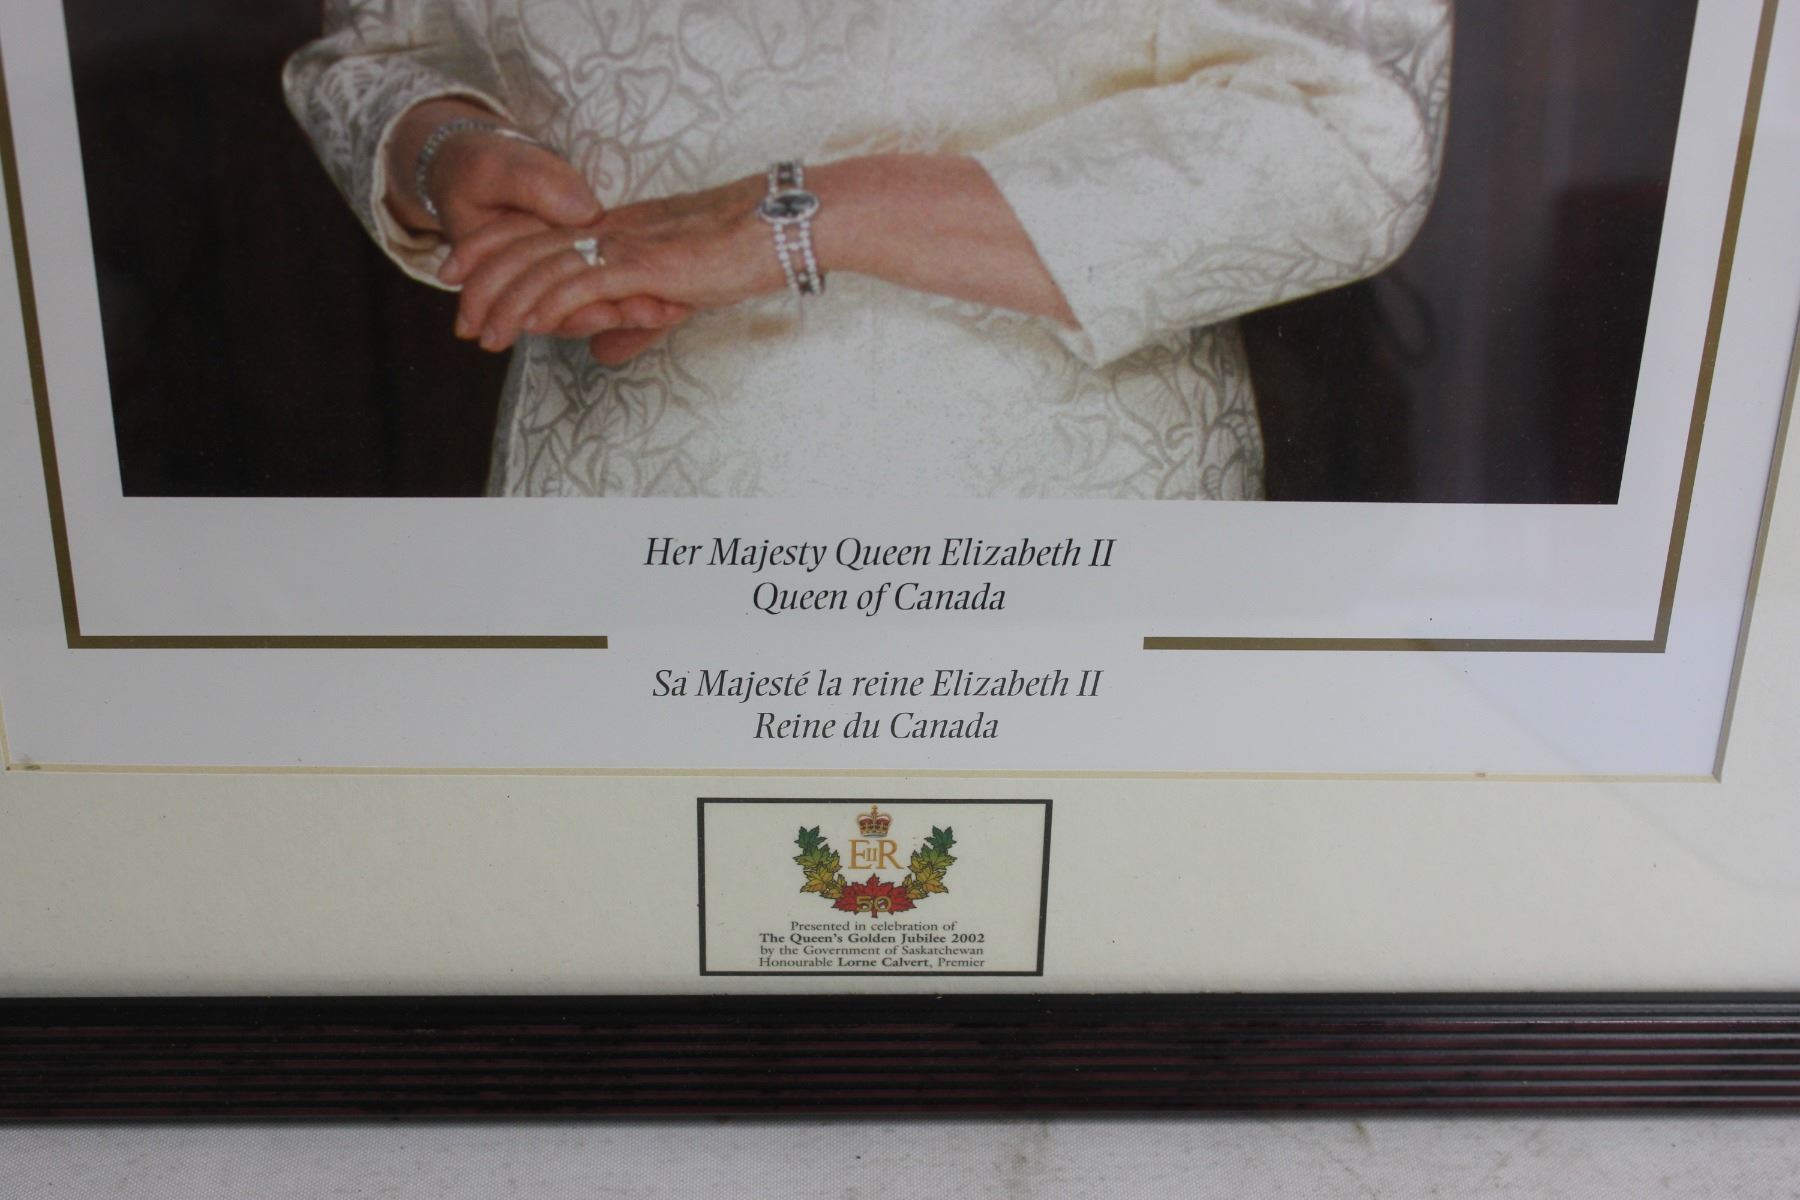 Her Majesty Queen Elizabeth II
Queen of Canada
Sa Majesté la reine Elizabeth II
Reine du Canada
EIIR
50
Presented in celebration of
The Queen's Golden Jubilee 2002
by the Government of Saskatchewan
Honourable Lorne Calvert, Premier